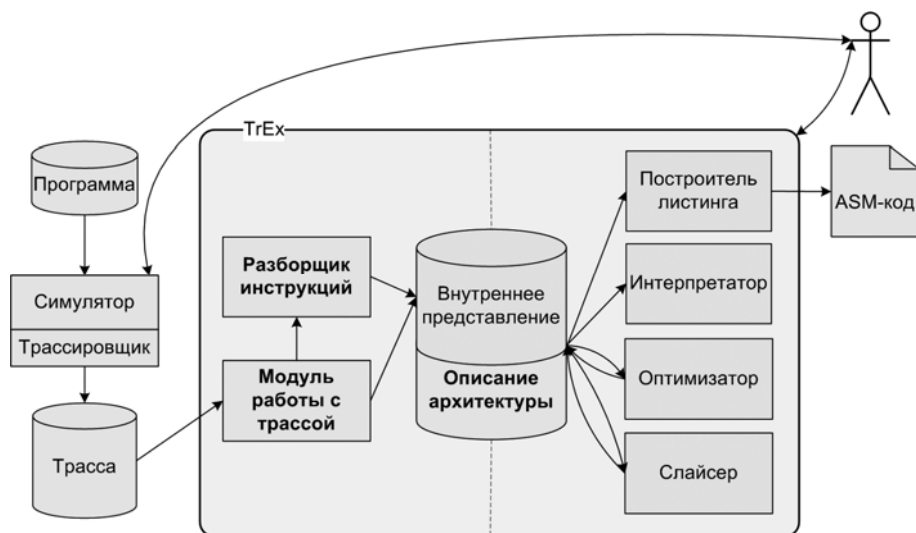 TrEx
Программа
Симулятор
Трассировщик
Трасса
Разборщик
инструкций
Модуль
работы с
трассой
Внутреннее
представление
Описание
архитектуры
Построитель
листинга
Интерпретатор
Оптимизатор
Слайсер
ASM-код